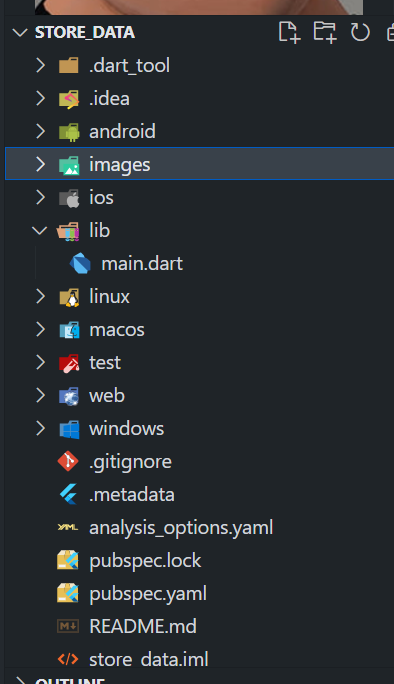 STORE_DATA
.dart_tool
.idea
android
images
ios
lib
main.dart
linux
macos
test
web
windows
.gitignore
.metadata
YAML analysis_options.yaml
pubspec.lock
pubspec.yaml
M README.md
store_data.iml
OUTLINE